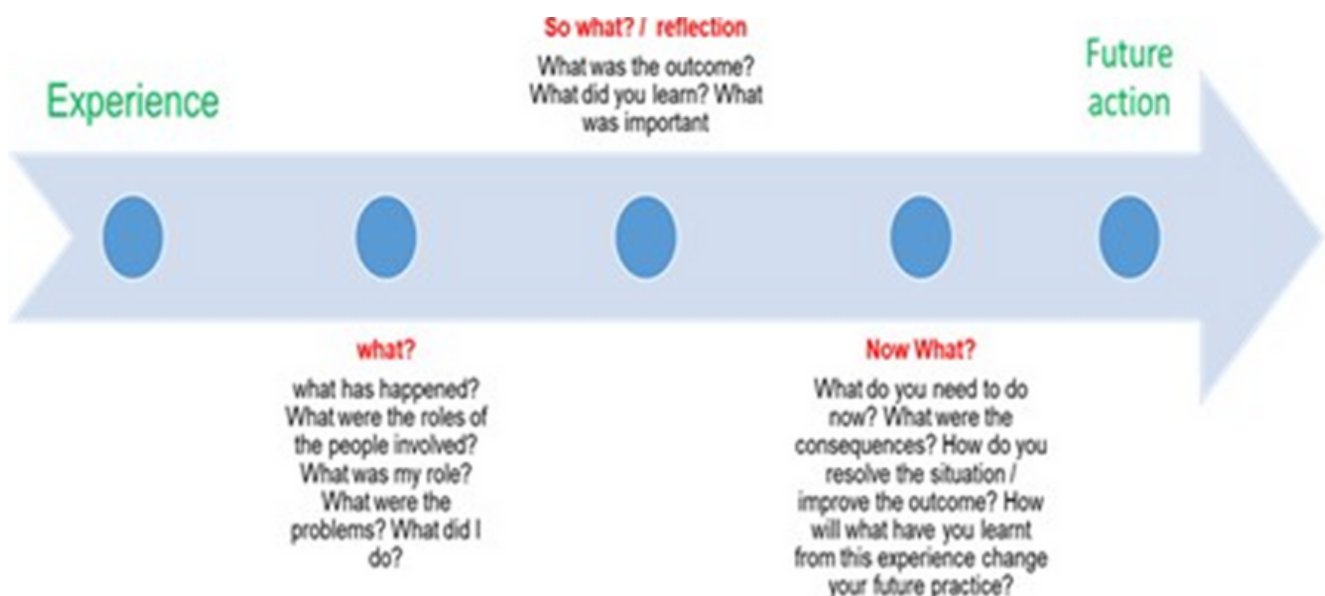 Experience
what?
what has happened?
What were the roles of
the people involved?
What was my role?
What were the
problems? What did I
do?
So what? / reflection
What was the outcome?
What did you learn? What
was important
Now What?
What do you need to do
now? What were the
consequences? How do you
resolve the situation /
improve the outcome? How
will what have you learnt
from this experience change
your future practice?
Future
action